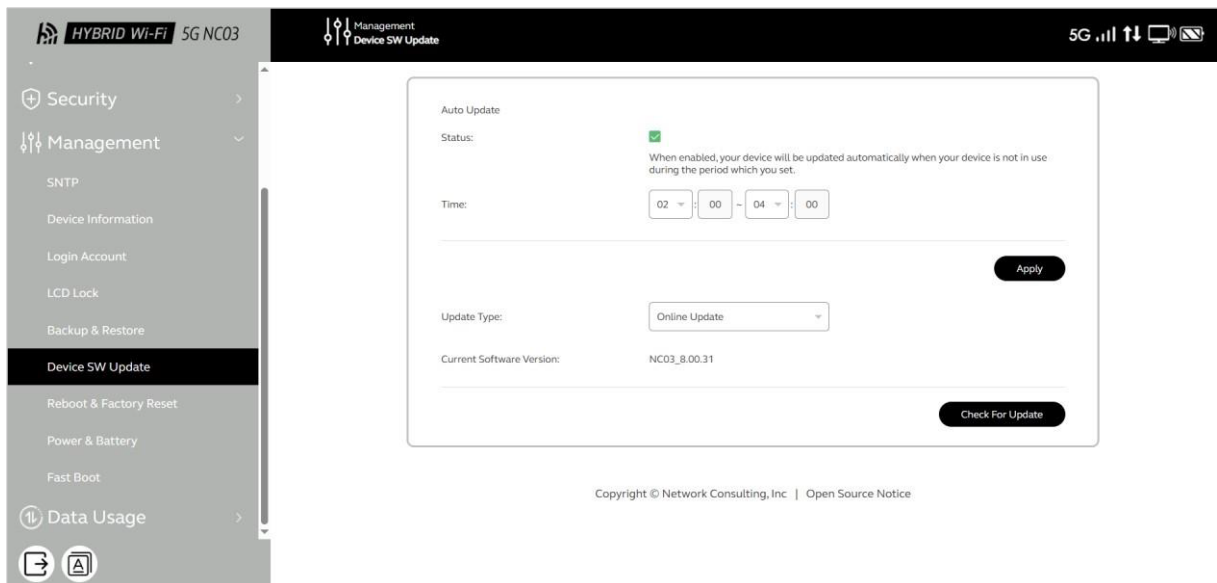 HYBRID Wi-Fi 5G NC03
Management
Device SW Update
5G
Security
Management
SNTP
Device Information
Login Account
LCD Lock
Backup & Restore
Device SW Update
Reboot & Factory Reset
Power & Battery
Fast Boot
Data Usage
A
Auto Update
Status:
When enabled, your device will be updated automatically when your device is not in use
during the period which you set.
Time: 02 : 00 ~ 04 : 00
Apply
Update Type: Online Update
Current Software Version: NC03_8.00.31
Check For Update
Copyright © Network Consulting, Inc | Open Source Notice